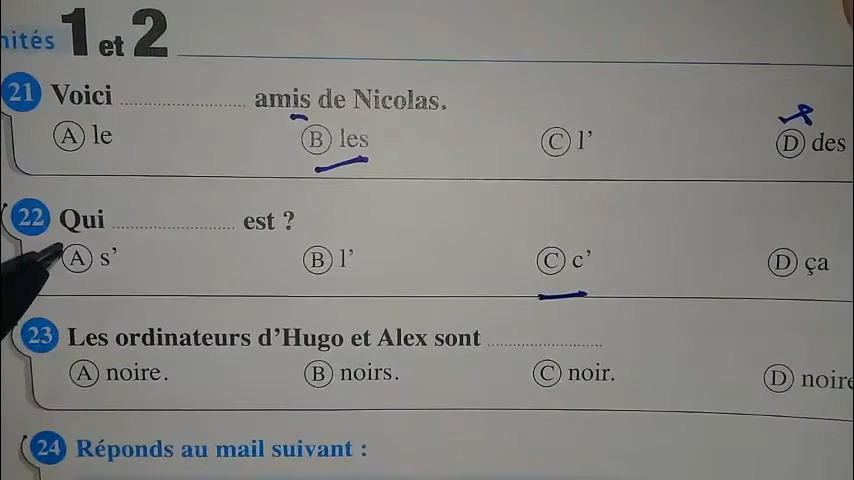 nités 1 et 2
21 Voici .............................. amis de Nicolas.
A le B les C l' D des
22 Qui .............................. est ?
A s' B l' C c' D ça
23 Les ordinateurs d'Hugo et Alex sont ..............................
A noire. B noirs. C noir. D noire
24 Réponds au mail suivant :